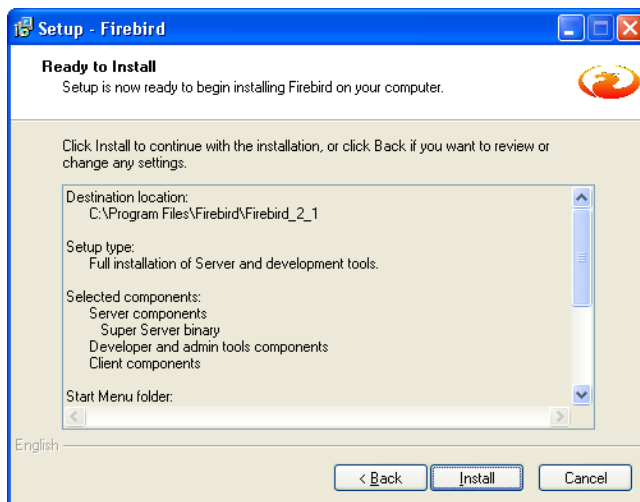 Setup - Firebird
Ready to Install
Setup is now ready to begin installing Firebird on your computer.
Click Install to continue with the installation, or click Back if you want to review or
change any settings.
Destination location:
C:\Program Files\Firebird\Firebird_2_1
Setup type:
Full installation of Server and development tools.
Selected components:
Server components
Super Server binary
Developer and admin tools components
Client components
Start Menu folder:
English
< Back
Install
Cancel